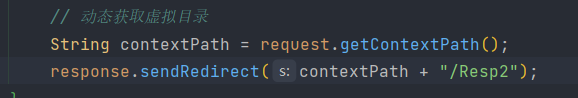 // 动态获取虚拟目录
String contextPath = request.getContextPath();
response.sendRedirect( s: contextPath + "/Resp2");
}